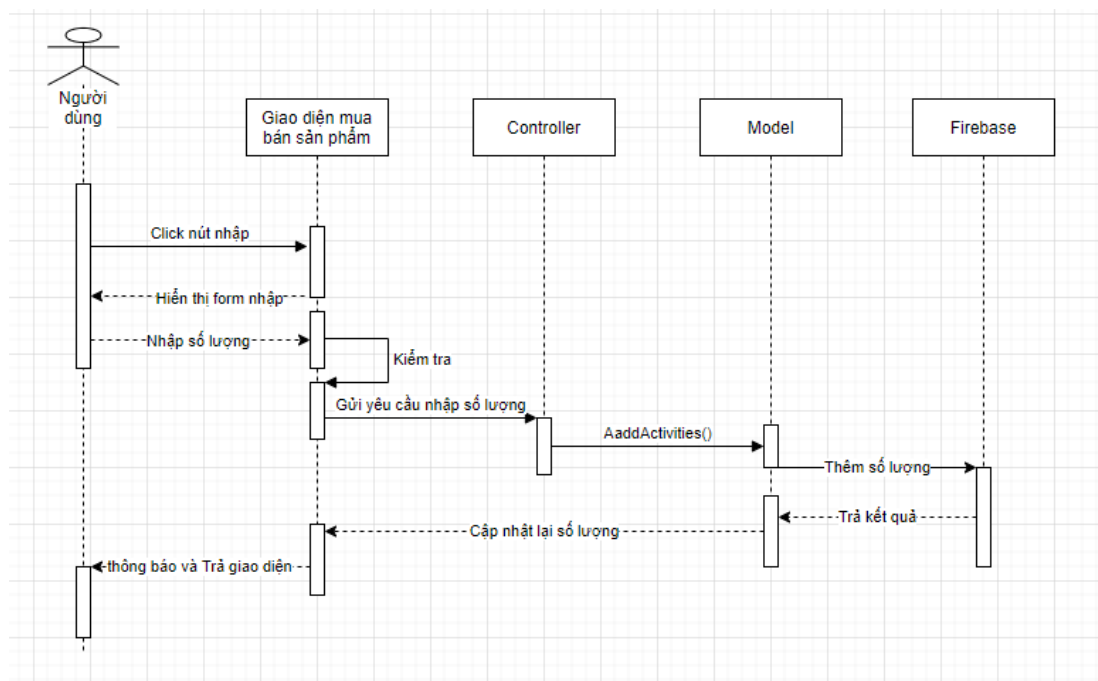 Người
dùng
Giao diện mua
bán sản phẩm
Controller
Model
Firebase
Click nút nhập
Hiển thị form nhập
Nhập số lượng
Kiểm tra
Gửi yêu cầu nhập số lượng
AaddActivities()
Thêm số lượng
Trả kết quả
Cập nhật lại số lượng
thông báo và Trả giao diện